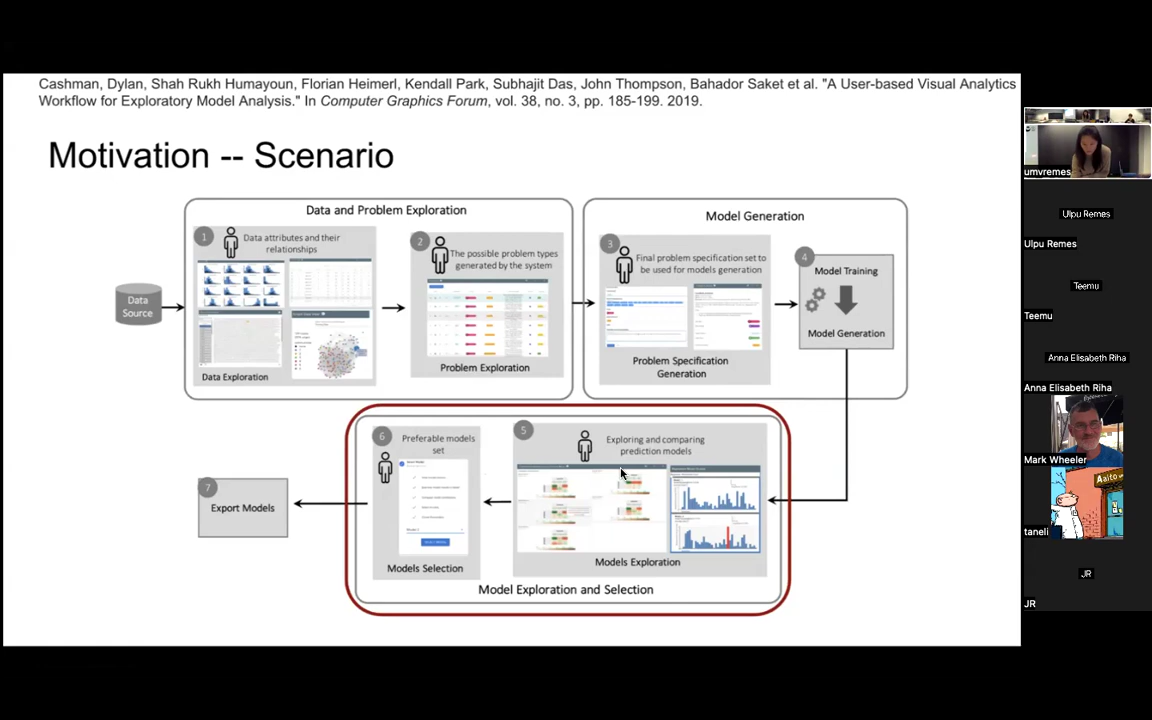 Cashman, Dylan, Shah Rukh Humayoun, Florian Heimerl, Kendall Park, Subhajit Das, John Thompson, Bahador Saket et al. "A User-based Visual Analytics
Workflow for Exploratory Model Analysis." In Computer Graphics Forum, vol. 38, no. 3, pp. 185-199. 2019.
Motivation -- Scenario
Data and Problem Exploration
1
Data attributes and their
relationships
Data Exploration
2
The possible problem types
generated by the system
Problem Exploration
Data
Source
Model Generation
3
Final problem specification set to
be used for models generation
Problem Specification
Generation
4
Model Training
Model Generation
5
Exploring and comparing
prediction models
Models Exploration
6
Preferable models
set
Models Selection
Model Exploration and Selection
7
Export Models
umvremes
Ulpu Remes
Ulpu Remes
Teemu
Teemu
Anna Elisabeth Riha
Anna Elisabeth Riha
Mark Wheeler
Aaito
taneli
JR
JR